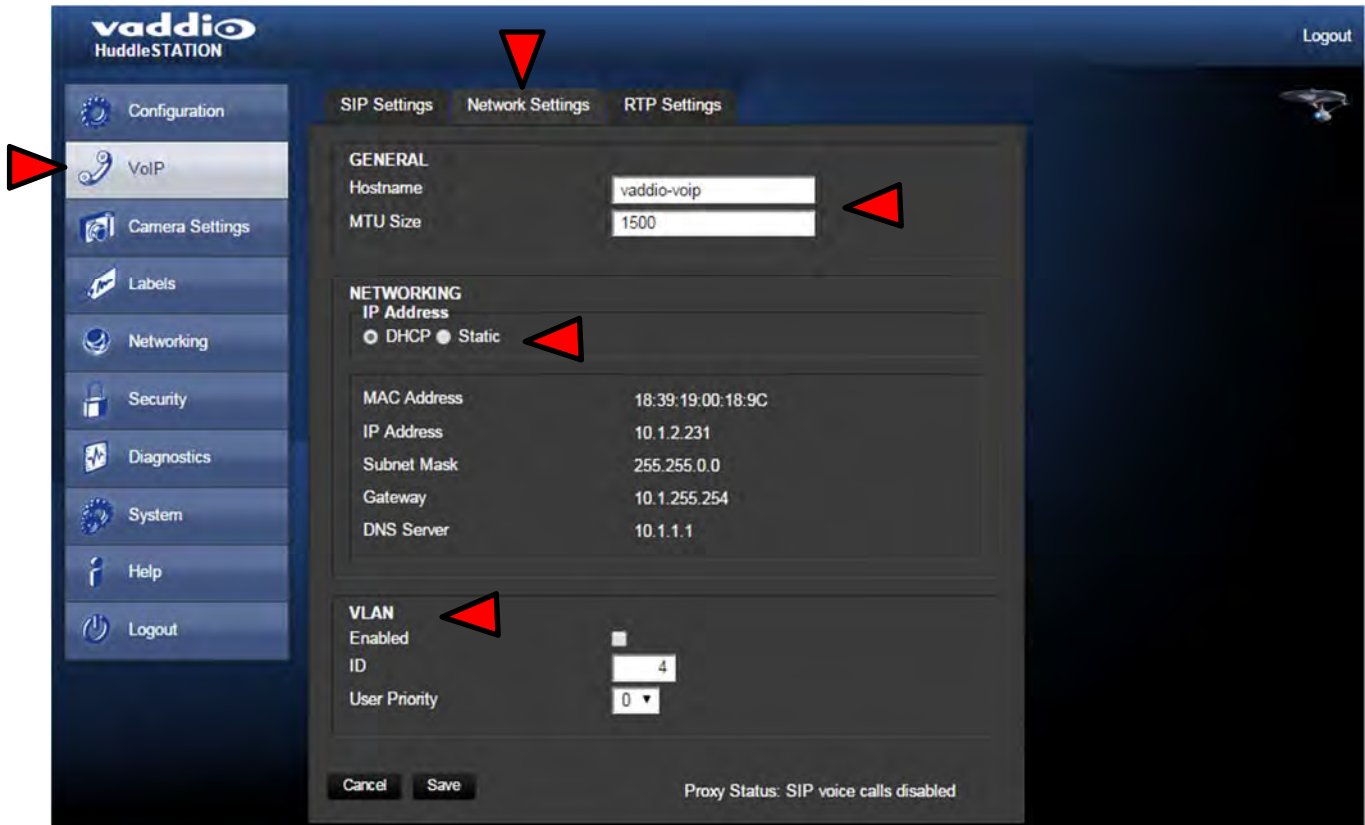 vaddio
HuddleSTATION
Logout
Configuration
VoIP
Camera Settings
Labels
Networking
Security
Diagnostics
System
Help
Logout
SIP Settings Network Settings RTP Settings
GENERAL
Hostname vaddio-voip
MTU Size 1500
NETWORKING
IP Address
DHCP Static
MAC Address 18:39:19:00:18:9C
IP Address 10.1.2.231
Subnet Mask 255.255.0.0
Gateway 10.1.255.254
DNS Server 10.1.1.1
VLAN
Enabled
ID 4
User Priority 0
Cancel Save Proxy Status: SIP voice calls disabled